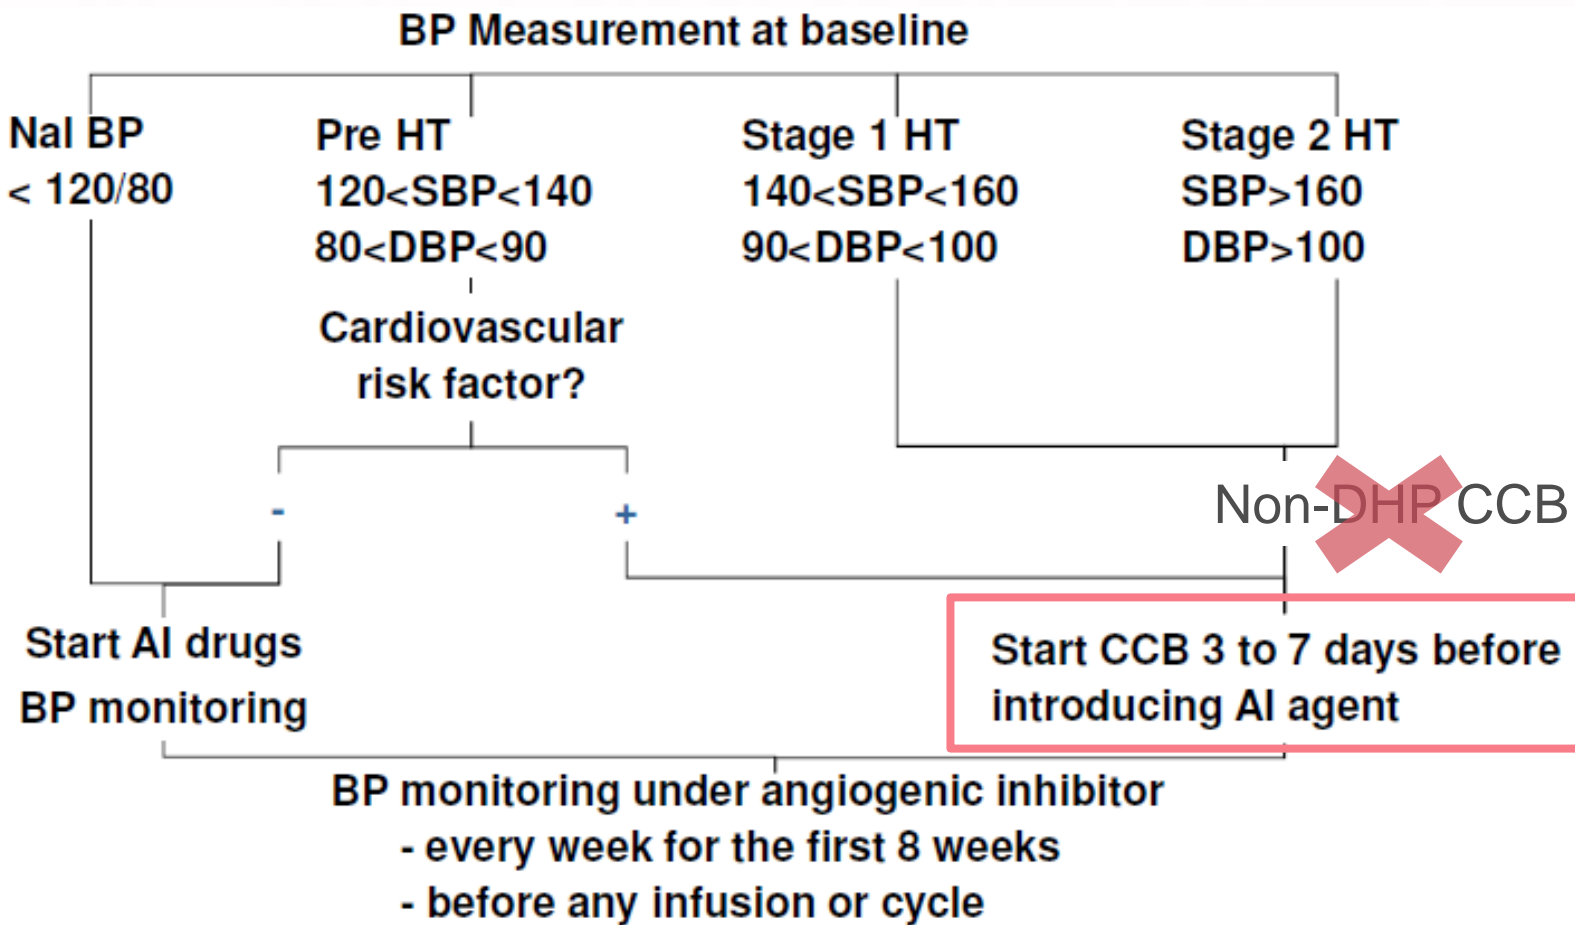 BP Measurement at baseline
Nal BP
< 120/80
Pre HT
120<SBP<140
80<DBP<90
Cardiovascular
risk factor?
Stage 1 HT
140<SBP<160
90<DBP<100
Stage 2 HT
SBP>160
DBP>100
-
+
Non-DHP CCB
Start AI drugs
BP monitoring
Start CCB 3 to 7 days before
introducing AI agent
BP monitoring under angiogenic inhibitor
- every week for the first 8 weeks
- before any infusion or cycle